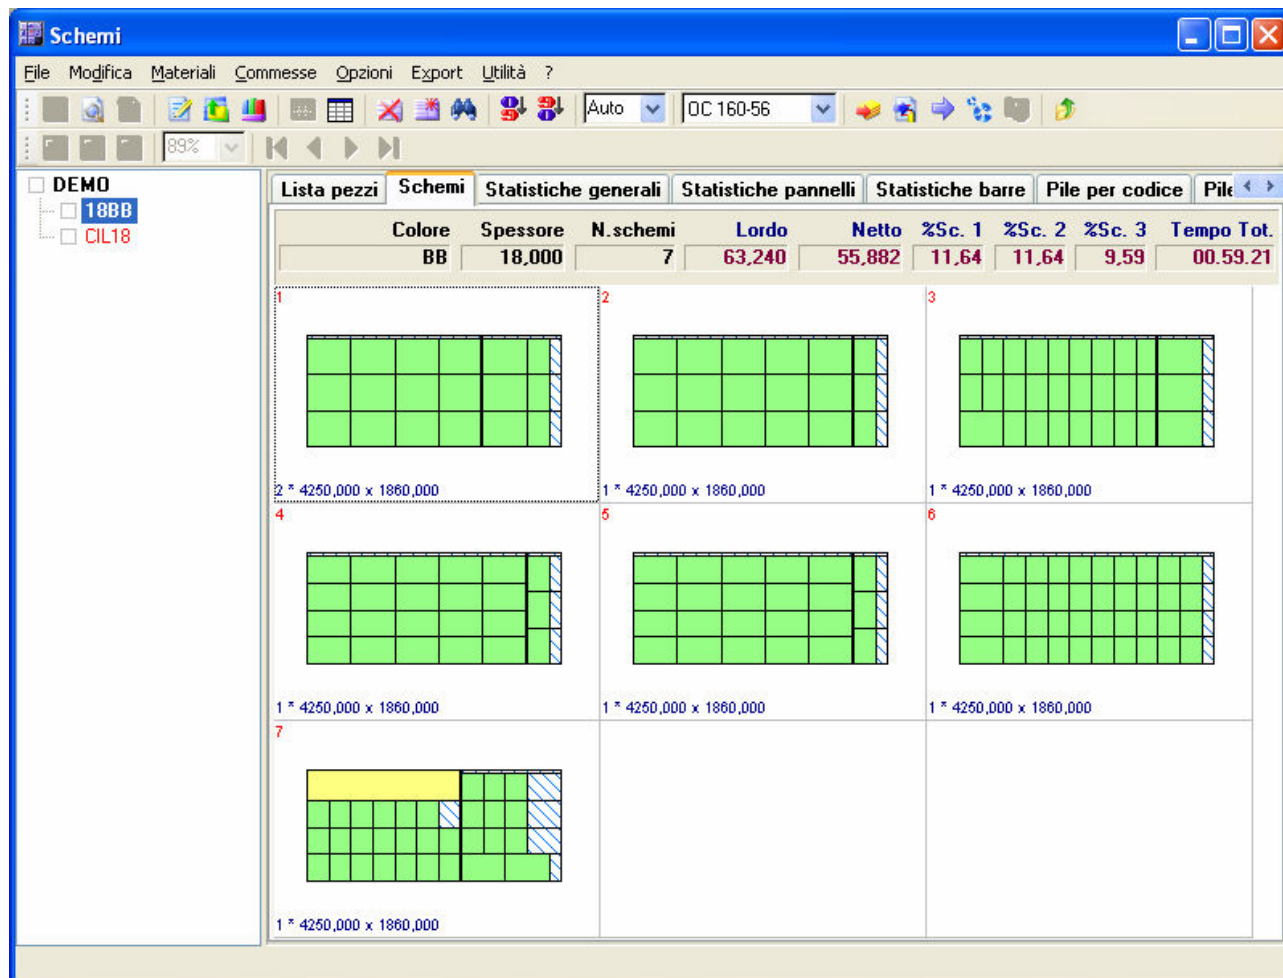 Schemi
File Modifica Materiali Commesse Opzioni Export Utilità ?
Auto OC 160-56
89%
DEMO
18BB
CIL18
Lista pezzi Schemi Statistiche generali Statistiche pannelli Statistiche barre Pile per codice Pile
Colore Spessore N.schemi Lordo Netto %Sc. 1 %Sc. 2 %Sc. 3 Tempo Tot.
BB 18,000 7 63,240 55,882 11,64 11,64 9,59 00.59.21
1 2 3
2 * 4250,000 x 1860,000 1 * 4250,000 x 1860,000 1 * 4250,000 x 1860,000
4 5 6
1 * 4250,000 x 1860,000 1 * 4250,000 x 1860,000 1 * 4250,000 x 1860,000
7
1 * 4250,000 x 1860,000